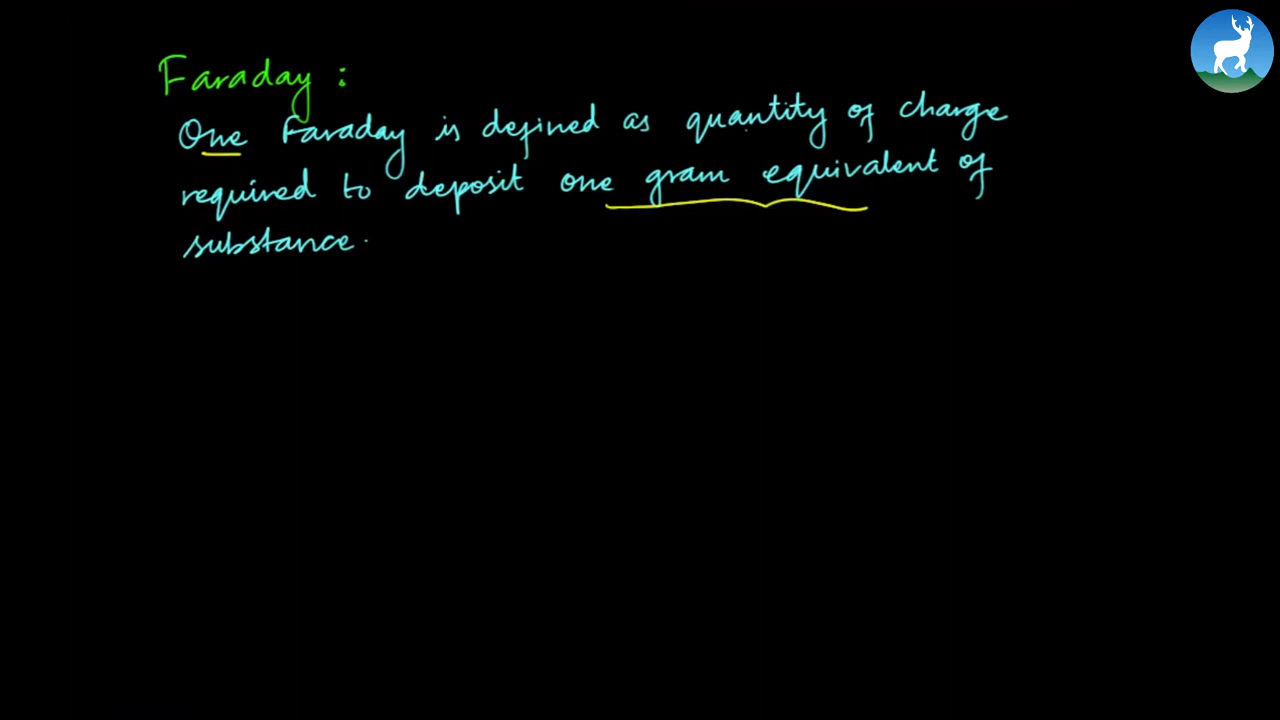 Faraday :
One Faraday is defined as quantity of charge
required to deposit one gram equivalent of
substance.